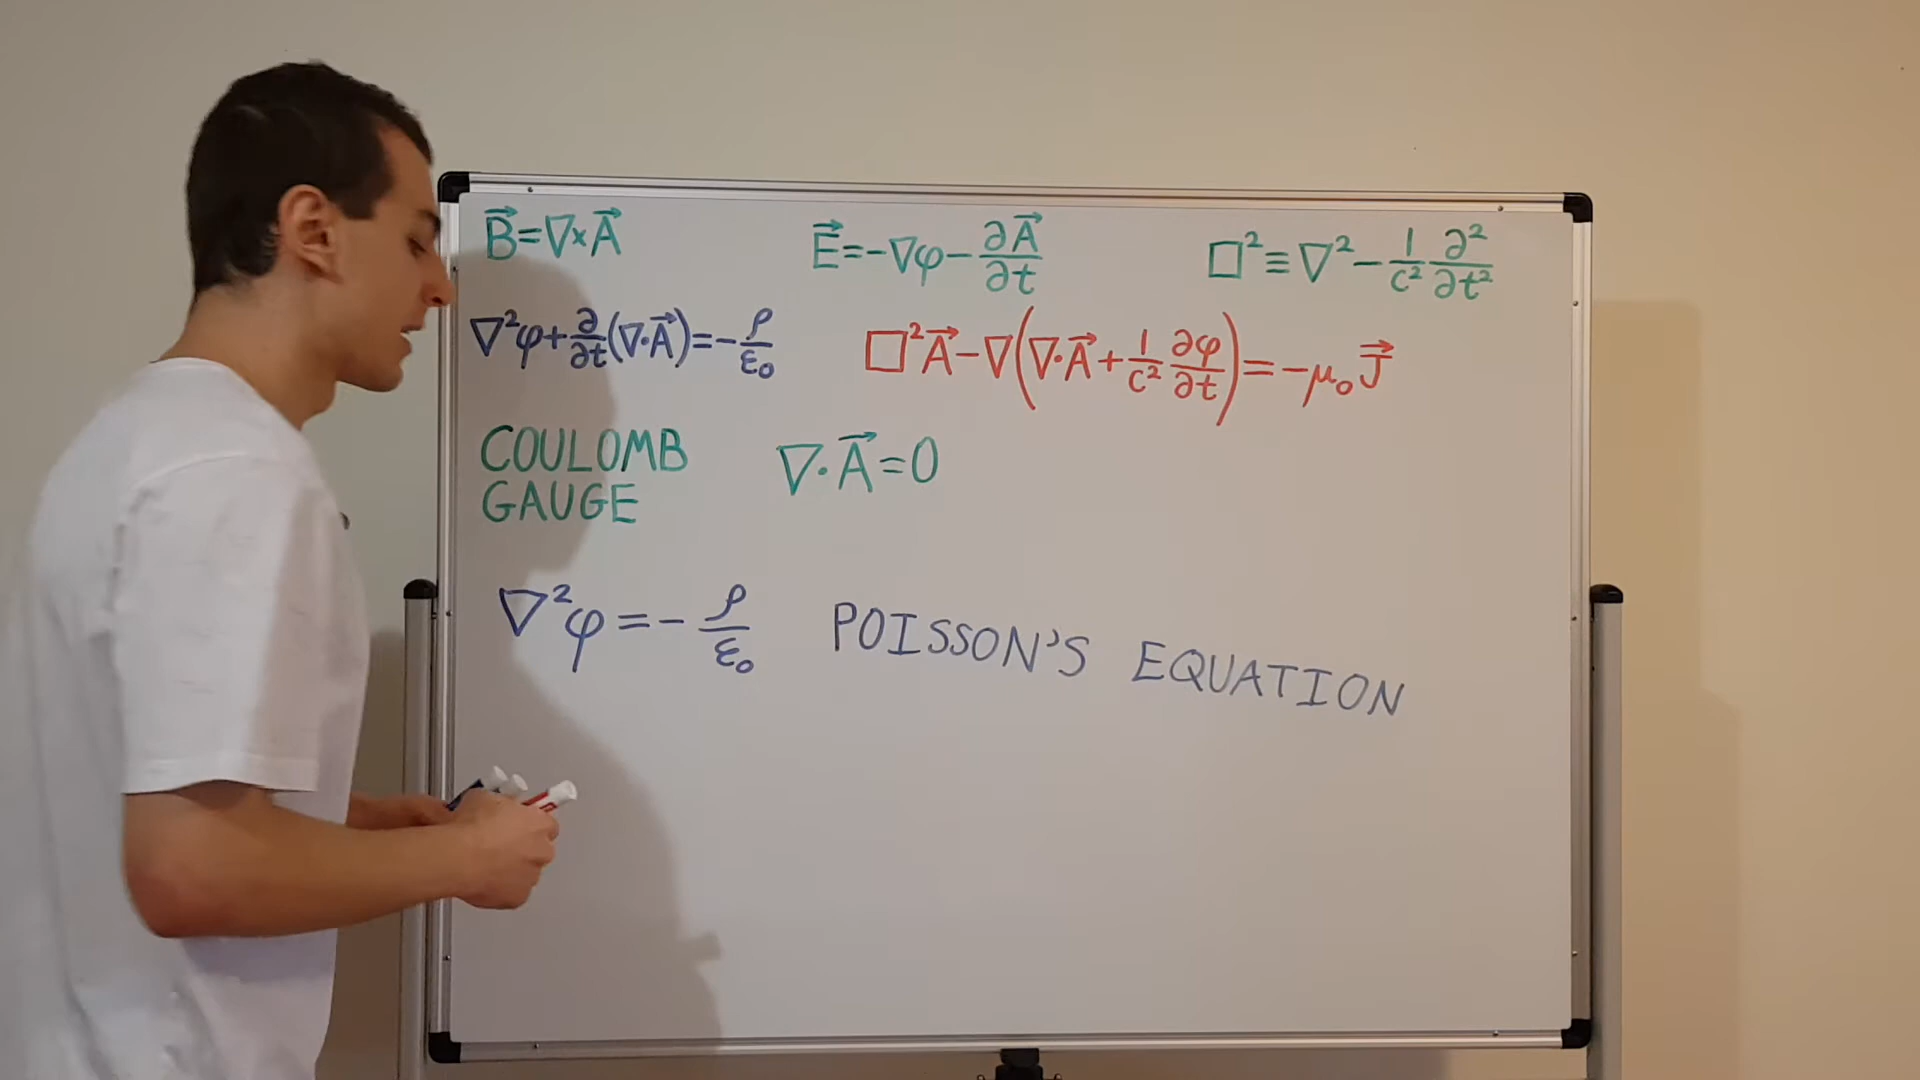 B⃗=∇×A⃗
E⃗=-∇φ-∂A⃗/∂t
□²≡∇²-1/c² ∂²/∂t²
∇²φ+∂/∂t(∇·A⃗)=-ρ/ε₀
□²A⃗-∇(∇·A⃗+1/c² ∂φ/∂t)=-μ₀J⃗
COULOMB
GAUGE
∇·A⃗=0
∇²φ=-ρ/ε₀
POISSON'S EQUATION